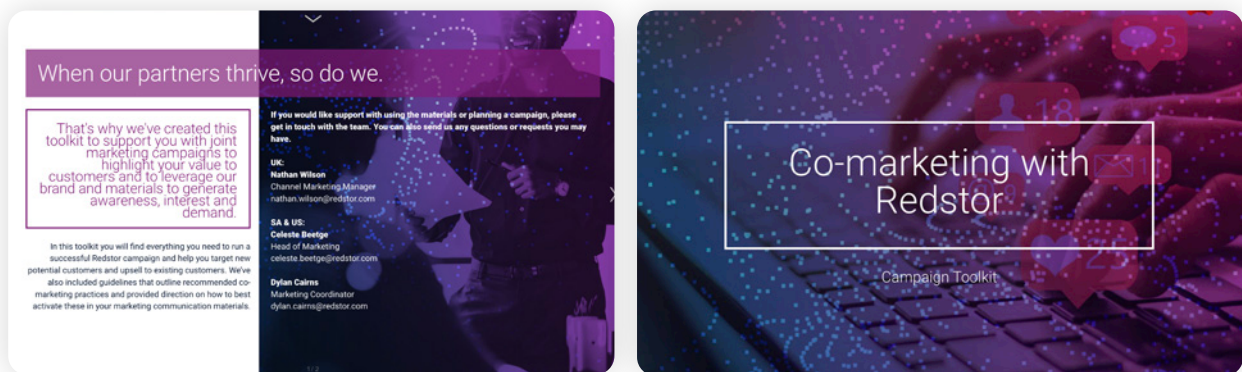 When our partners thrive, so do we.
That's why we've created this
toolkit to support you with joint
marketing campaigns to
highlight your value to
customers and to leverage our
brand and materials to generate
awareness, interest and
demand.
In this toolkit you will find everything you need to run a
successful Redstor campaign and help you target new
potential customers and upsell to existing customers. We've
also included guidelines that outline recommended co-
marketing practices and provided direction on how to best
activate these in your marketing communication materials.
If you would like support with using the materials or planning a campaign, please
get in touch with the team. You can also send us any questions or requests you may
have.
UK:
Nathan Wilson
Channel Marketing Manager
nathan.wilson@redstor.com
SA & US:
Celeste Beetge
Head of Marketing
celeste.beetge@redstor.com
Dylan Cairns
Marketing Coordinator
dylan.cairns@redstor.com
5
18
Co-marketing with
Redstor
Campaign Toolkit